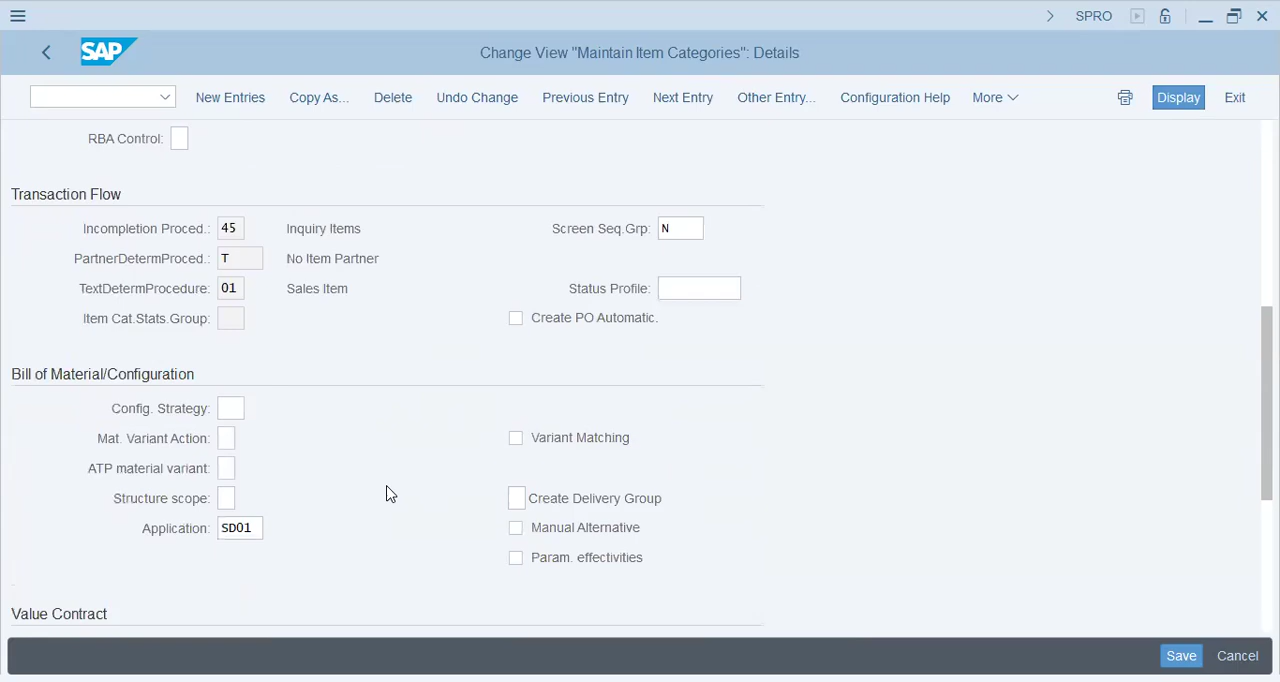 SPRO
SAP
Change View "Maintain Item Categories": Details
New Entries Copy As... Delete Undo Change Previous Entry Next Entry Other Entry... Configuration Help More Display Exit
RBA Control:
Transaction Flow
Incompletion Proced.: 45 Inquiry Items Screen Seq.Grp: N
PartnerDetermProced.: T No Item Partner
TextDetermProcedure: 01 Sales Item Status Profile:
Item Cat.Stats.Group: Create PO Automatic.
Bill of Material/Configuration
Config. Strategy:
Mat. Variant Action: Variant Matching
ATP material variant:
Structure scope: Create Delivery Group
Application: SD01 Manual Alternative
Param. effectivities
Value Contract
Save Cancel